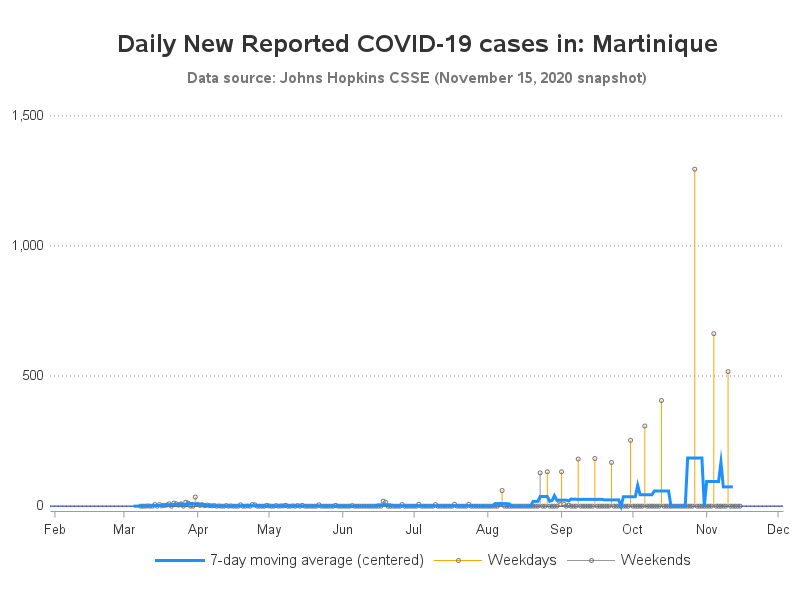 Daily New Reported COVID-19 cases in: Martinique
Data source: Johns Hopkins CSSE (November 15, 2020 snapshot)
1,500
1,000
500
0
Feb Mar Apr May Jun Jul Aug Sep Oct Nov Dec
7-day moving average (centered) Weekdays Weekends